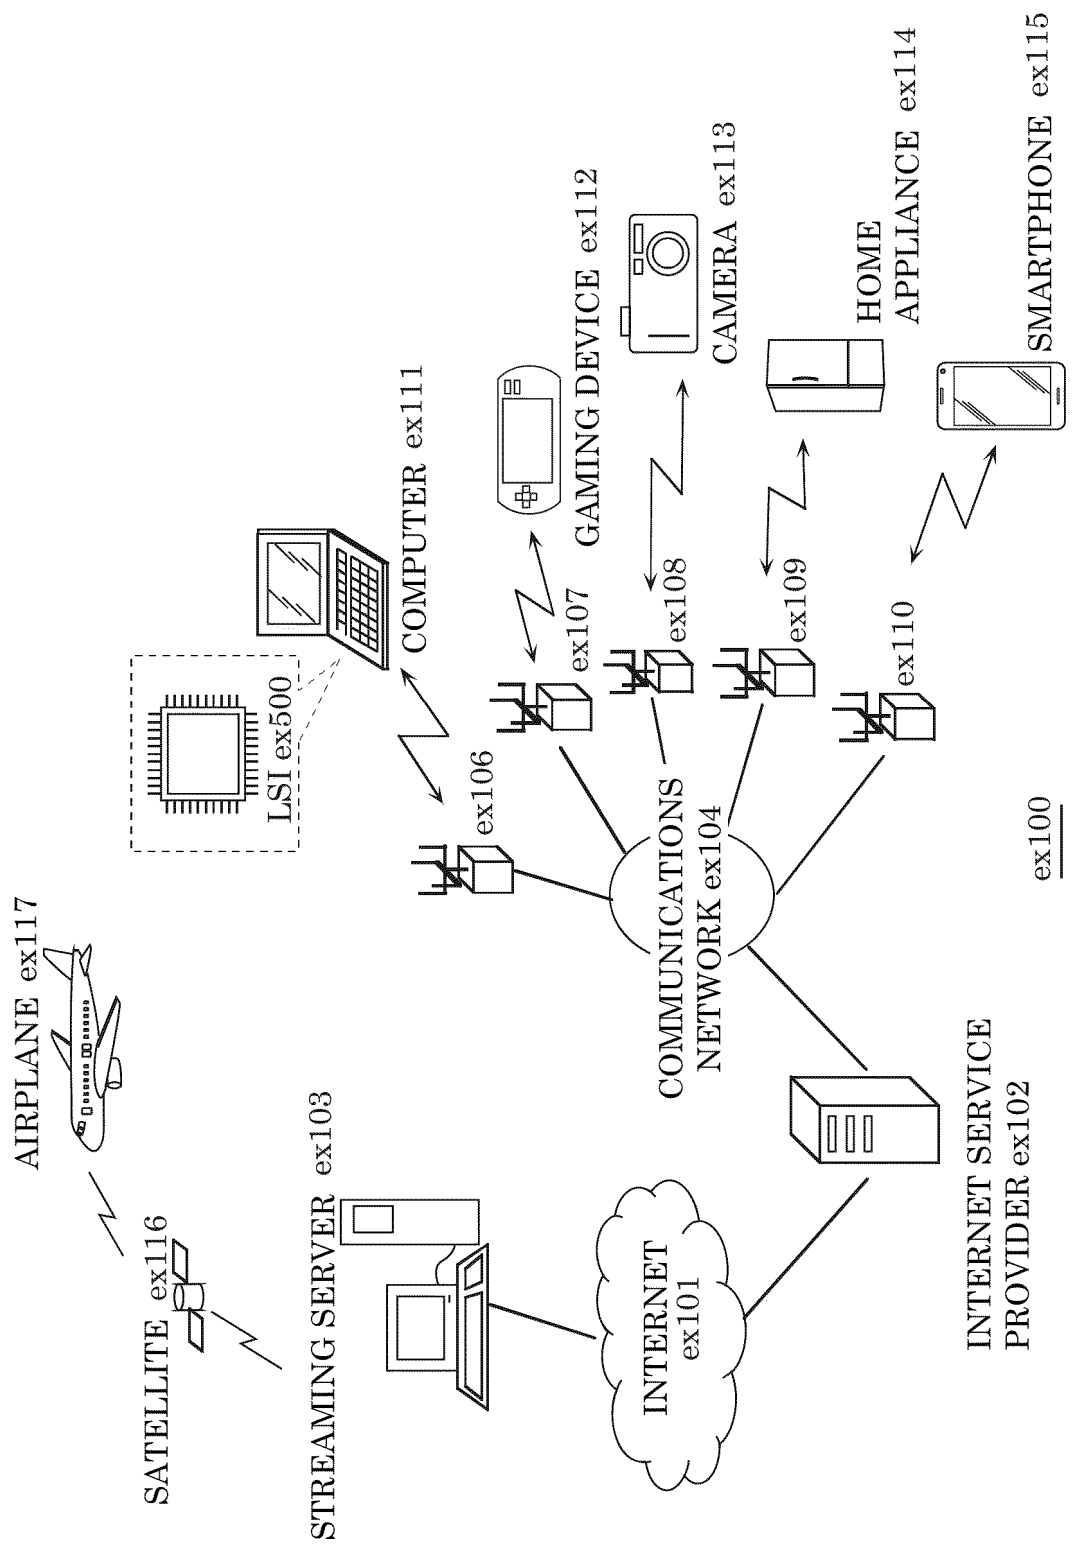 AIRPLANE ex117
SATELLITE ex116
STREAMING SERVER ex103
LSI ex500
COMPUTER ex111
ex106
GAMING DEVICE ex112
ex107
CAMERA ex113
ex108
HOME
APPLIANCE ex114
ex109
SMARTPHONE ex115
ex110
COMMUNICATIONS
NETWORK ex104
INTERNET
ex101
INTERNET SERVICE
PROVIDER ex102
ex100